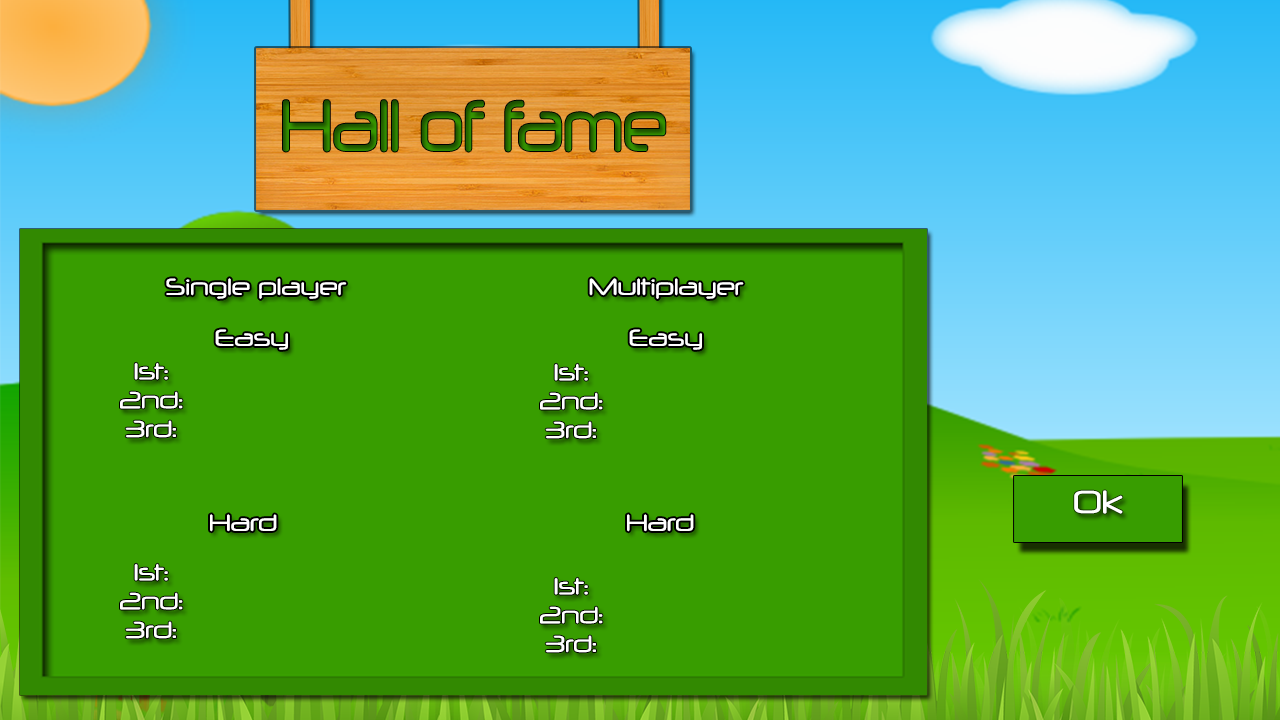 Hall of fame
Single player
Easy
1st:
2nd:
3rd:
Hard
1st:
2nd:
3rd:
Multiplayer
Easy
1st:
2nd:
3rd:
Hard
1st:
2nd:
3rd:
Ok